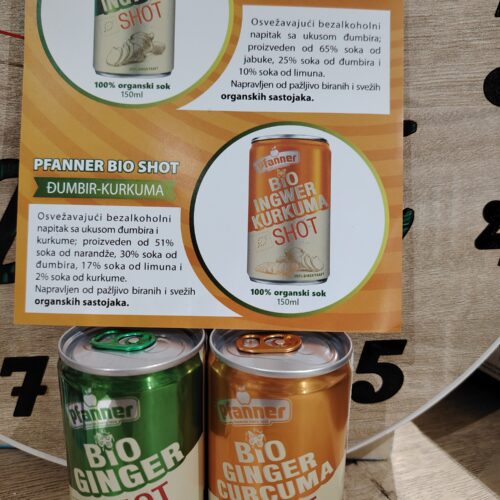 INGWER
SHOT
100% organski sok
150ml
Osvežavajući bezalkoholni
napitak sa ukusom đumbira;
proizveden od 65% soka od
jabuke, 25% soka od đumbira i
10% soka od limuna.
Napravljen od pažljivo biranih i svežih
organskih sastojaka.
PFANNER BIO SHOT
ĐUMBIR-KURKUMA
Osvežavajući bezalkoholni
napitak sa ukusom đumbira i
kurkume; proizveden od 51%
soka od narandže, 30% soka od
đumbira, 17% soka od limuna i
2% soka od kurkume.
Napravljen od pažljivo biranih i svežih
organskih sastojaka.
Pfanner
BIO
INGWER
KURKUMA
SHOT
100% organski sok
150ml
7
5
Pfanner
BIO
GINGER
SHOT
Pfanner
BIO
GINGER
CURCUMA